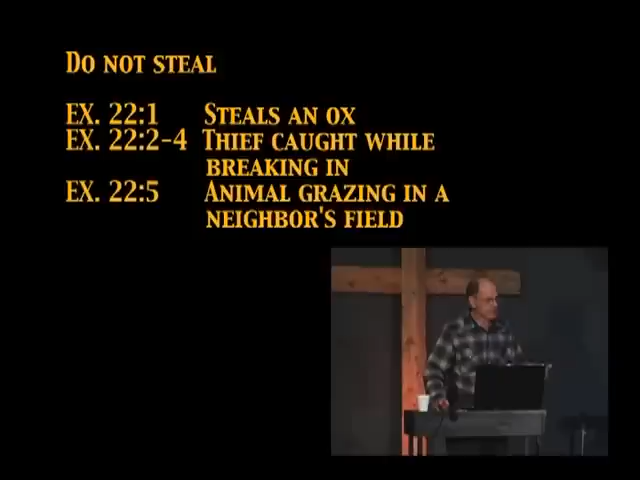 DO NOT STEAL
EX. 22:1 STEALS AN OX
EX. 22:2-4 THIEF CAUGHT WHILE
BREAKING IN
EX. 22:5 ANIMAL GRAZING IN A
NEIGHBOR'S FIELD